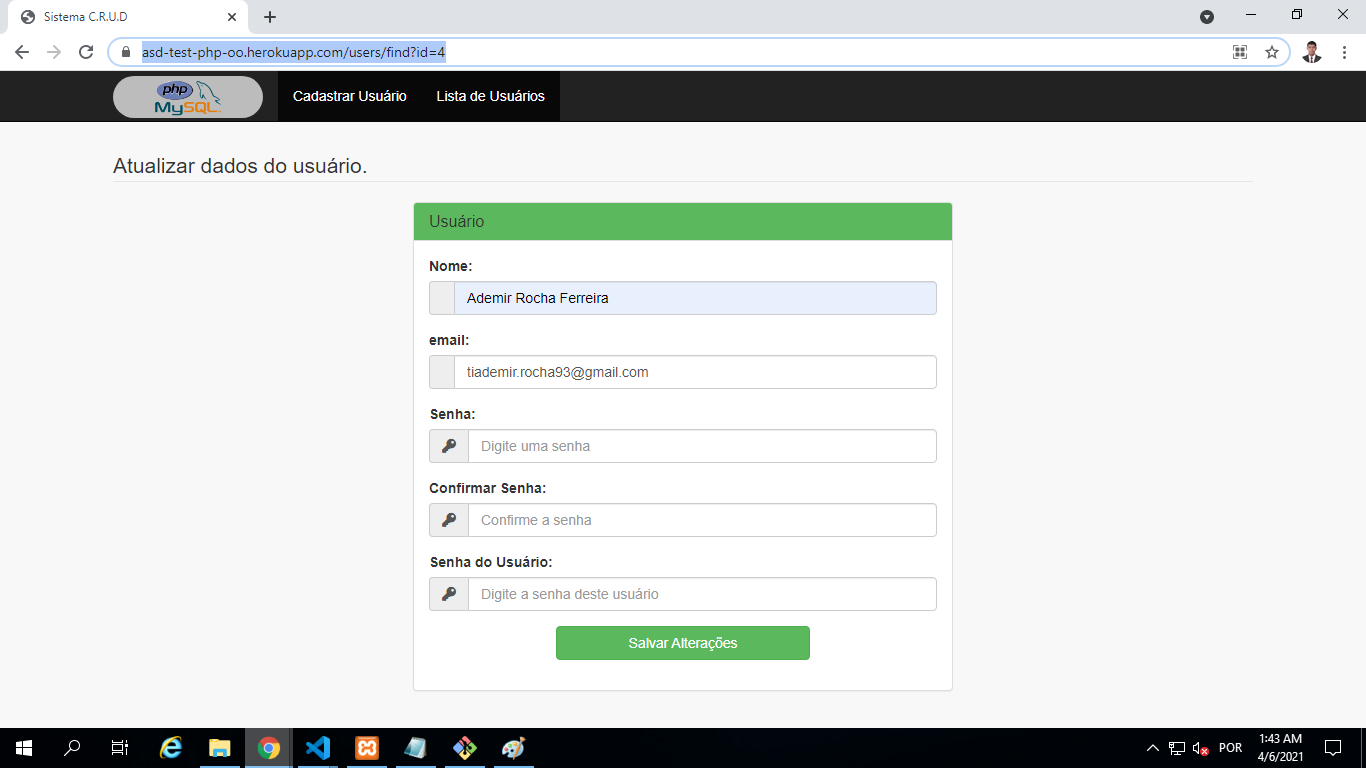 Sistema C.R.U.D
asd-test-php-oo.herokuapp.com/users/find?id=4
php
MySQL
Cadastrar Usuário
Lista de Usuários
Atualizar dados do usuário.
Usuário
Nome:
Ademir Rocha Ferreira
email:
tiademir.rocha93@gmail.com
Senha:
Digite uma senha
Confirmar Senha:
Confirme a senha
Senha do Usuário:
Digite a senha deste usuário
Salvar Alterações
POR
1:43 AM
4/6/2021